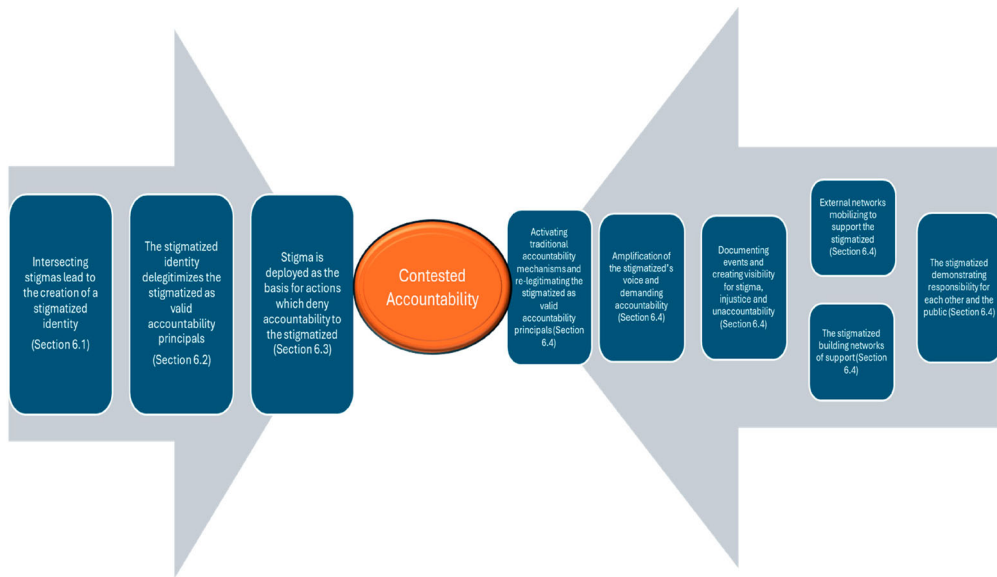 Intersecting
stigmas lead to
the creation of a
stigmatized
identity
(Section 6.1)
The stigmatized
identity
delegitimizes the
stigmatized as
valid
accountability
principals
(Section 6.2)
Stigma is
deployed as the
basis for actions
which deny
accountability to
the stigmatized
(Section 6.3)
Contested
Accountability
Activating
traditional
accountability
mechanisms and
re-legitimating the
stigmatized as
valid
accountability
principals (Section
6.4)
Amplification of
the stigmatized's
voice and
demanding
accountability
(Section 6.4)
Documenting
events and
creating visibility
for stigma,
injustice and
unaccountability
(Section 6.4)
External networks
mobilizing to
support the
stigmatized
(Section 6.4)
The stigmatized
building networks
of support (Section
6.4)
The stigmatized
demonstrating
responsibility for
each other and the
public (Section 6.4)